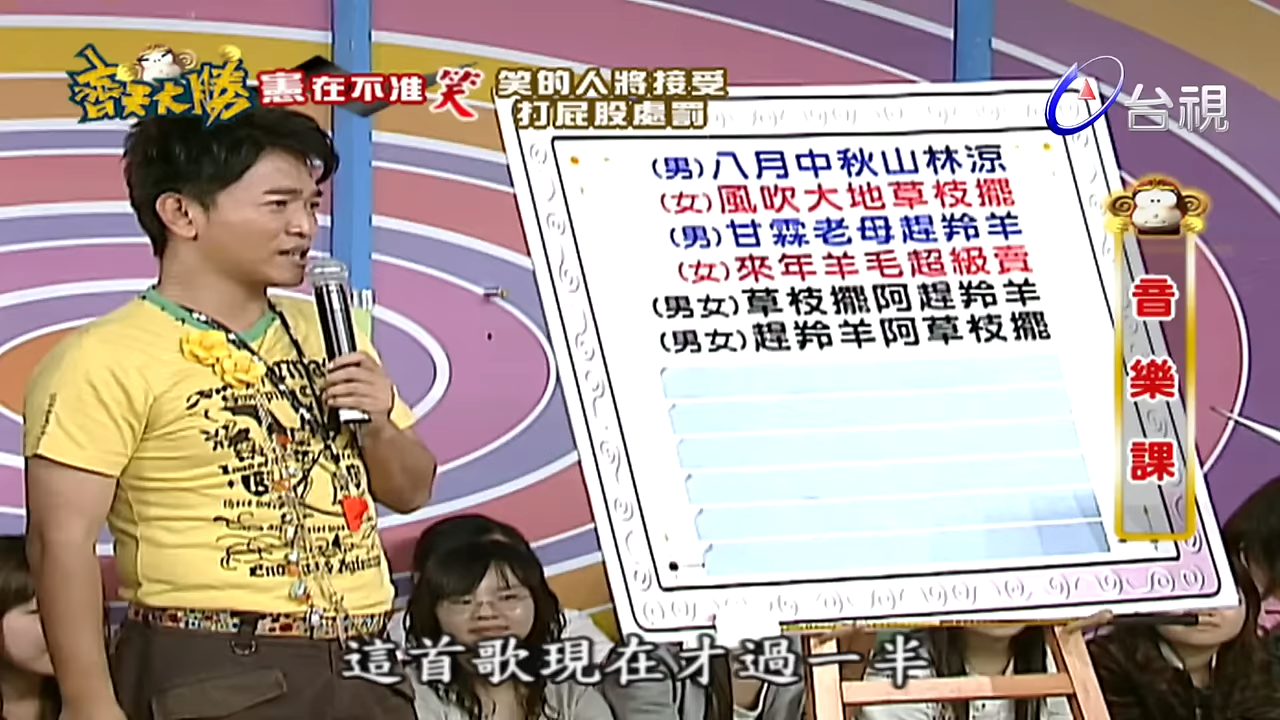 齊天大勝
憲在不准笑
笑的人將接受
打屁股處罰
台視
(男)八月中秋山林涼
(女)風吹大地草枝擺
(男)甘霖老母趕羚羊
(女)來年羊毛超級賣
(男女)草枝擺阿趕羚羊
(男女)趕羚羊阿草枝擺
音樂課
這首歌現在才過一半